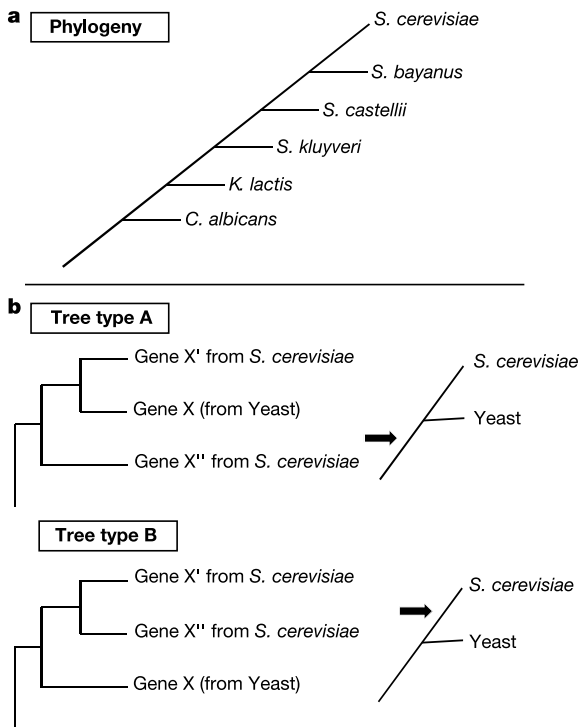 a Phylogeny
S. cerevisiae
S. bayanus
S. castellii
S. kluyveri
K. lactis
C. albicans
b Tree type A
Gene X' from S. cerevisiae
Gene X (from Yeast)
Gene X'' from S. cerevisiae
S. cerevisiae
Yeast
Tree type B
Gene X' from S. cerevisiae
Gene X'' from S. cerevisiae
Gene X (from Yeast)
S. cerevisiae
Yeast